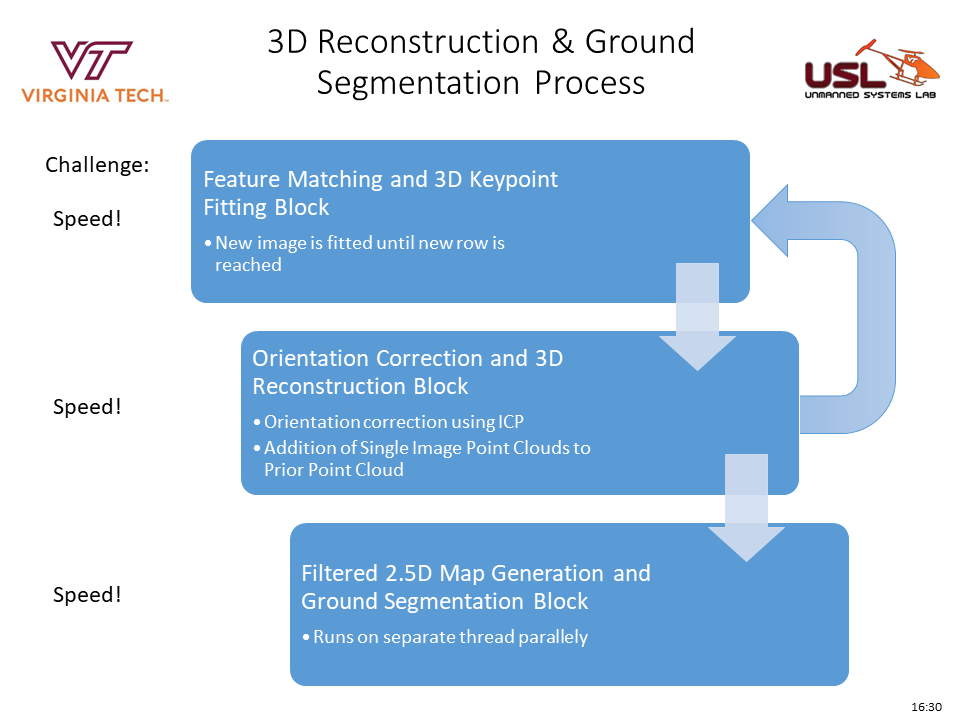 3D Reconstruction & Ground
Segmentation Process
VT
VIRGINIA TECH™
USL
UNMANNED SYSTEMS LAB
Challenge:
Speed!
Feature Matching and 3D Keypoint
Fitting Block
•New image is fitted until new row is
reached
Speed!
Orientation Correction and 3D
Reconstruction Block
•Orientation correction using ICP
•Addition of Single Image Point Clouds to
Prior Point Cloud
Speed!
Filtered 2.5D Map Generation and
Ground Segmentation Block
•Runs on separate thread parallely
16:30